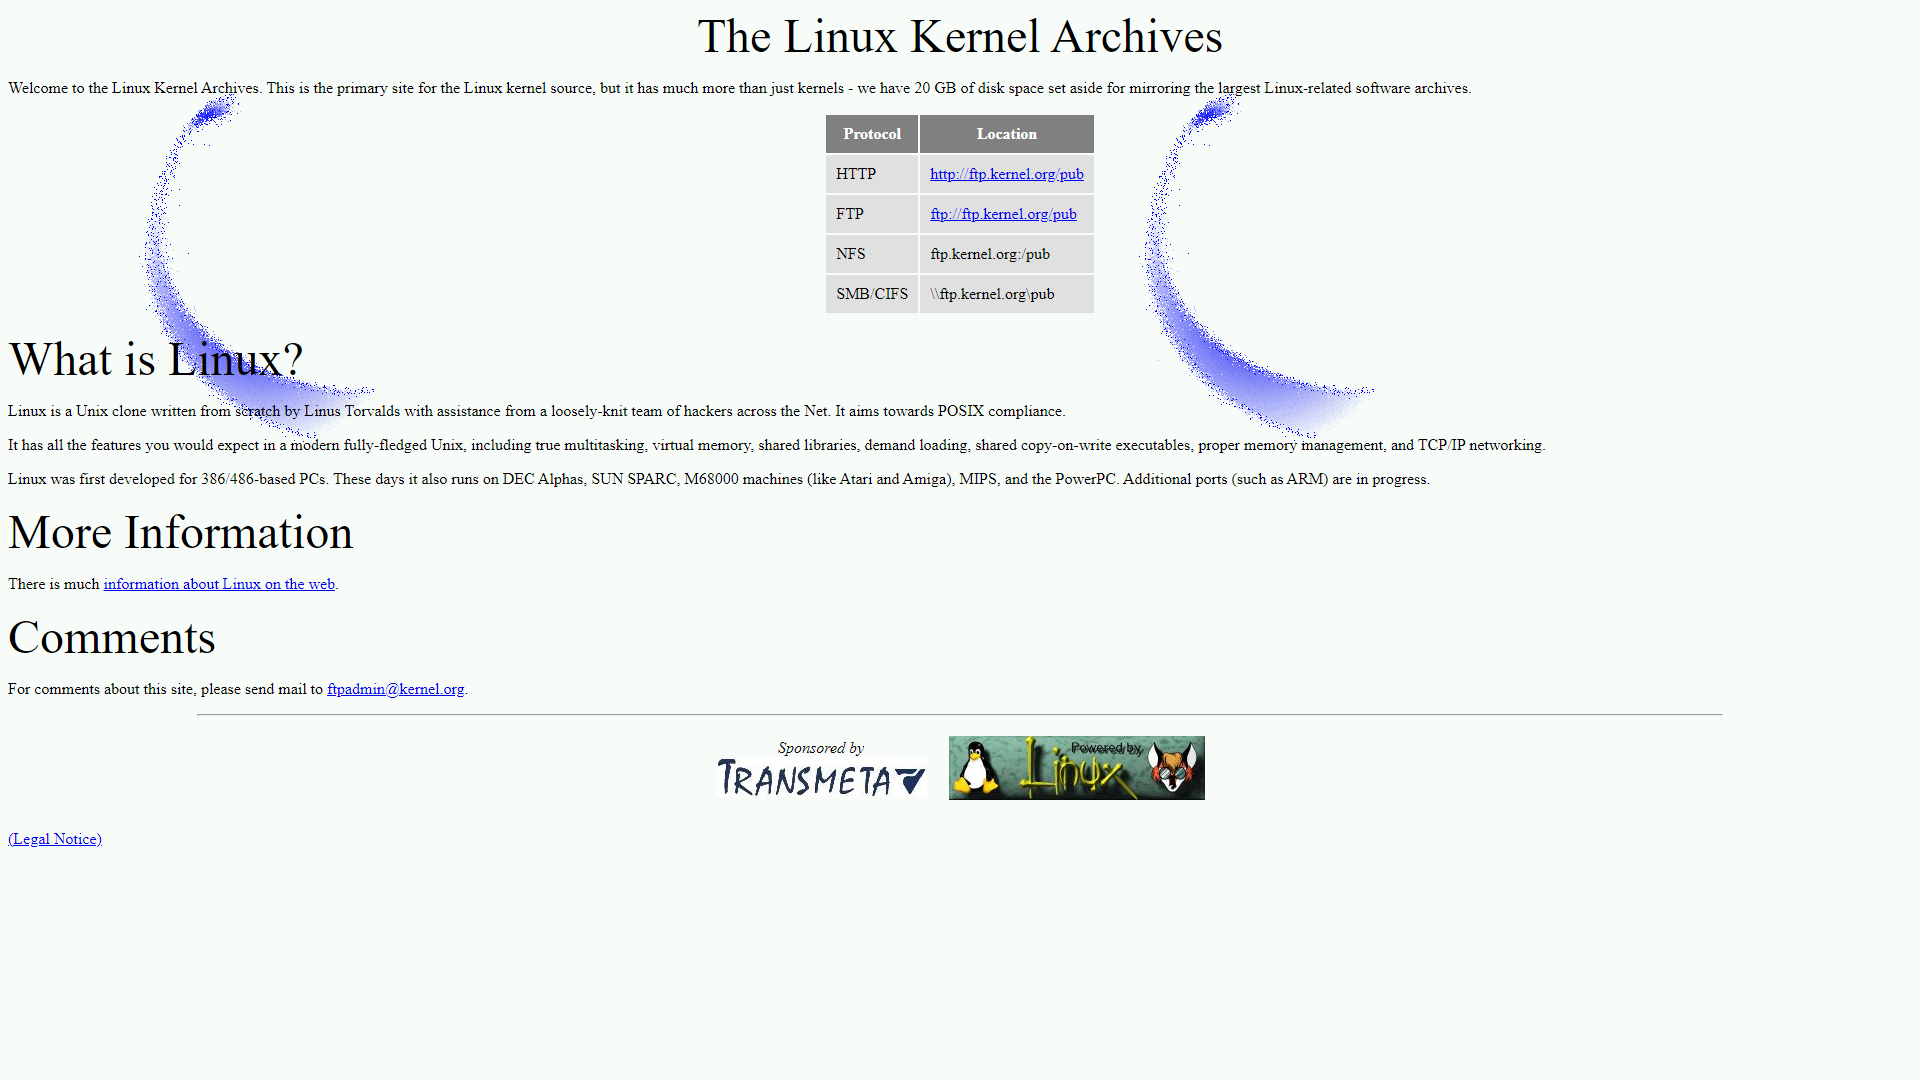 The Linux Kernel Archives
Welcome to the Linux Kernel Archives. This is the primary site for the Linux kernel source, but it has much more than just kernels - we have 20 GB of disk space set aside for mirroring the largest Linux-related software archives.
Protocol Location
HTTP http://ftp.kernel.org/pub
FTP ftp://ftp.kernel.org/pub
NFS ftp.kernel.org:/pub
SMB/CIFS \\ftp.kernel.org\pub
What is Linux?
Linux is a Unix clone written from scratch by Linus Torvalds with assistance from a loosely-knit team of hackers across the Net. It aims towards POSIX compliance.
It has all the features you would expect in a modern fully-fledged Unix, including true multitasking, virtual memory, shared libraries, demand loading, shared copy-on-write executables, proper memory management, and TCP/IP networking.
Linux was first developed for 386/486-based PCs. These days it also runs on DEC Alphas, SUN SPARC, M68000 machines (like Atari and Amiga), MIPS, and the PowerPC. Additional ports (such as ARM) are in progress.
More Information
There is much information about Linux on the web.
Comments
For comments about this site, please send mail to ftpadmin@kernel.org.
Sponsored by
TRANSMETA
Powered by
Linux
(Legal Notice)